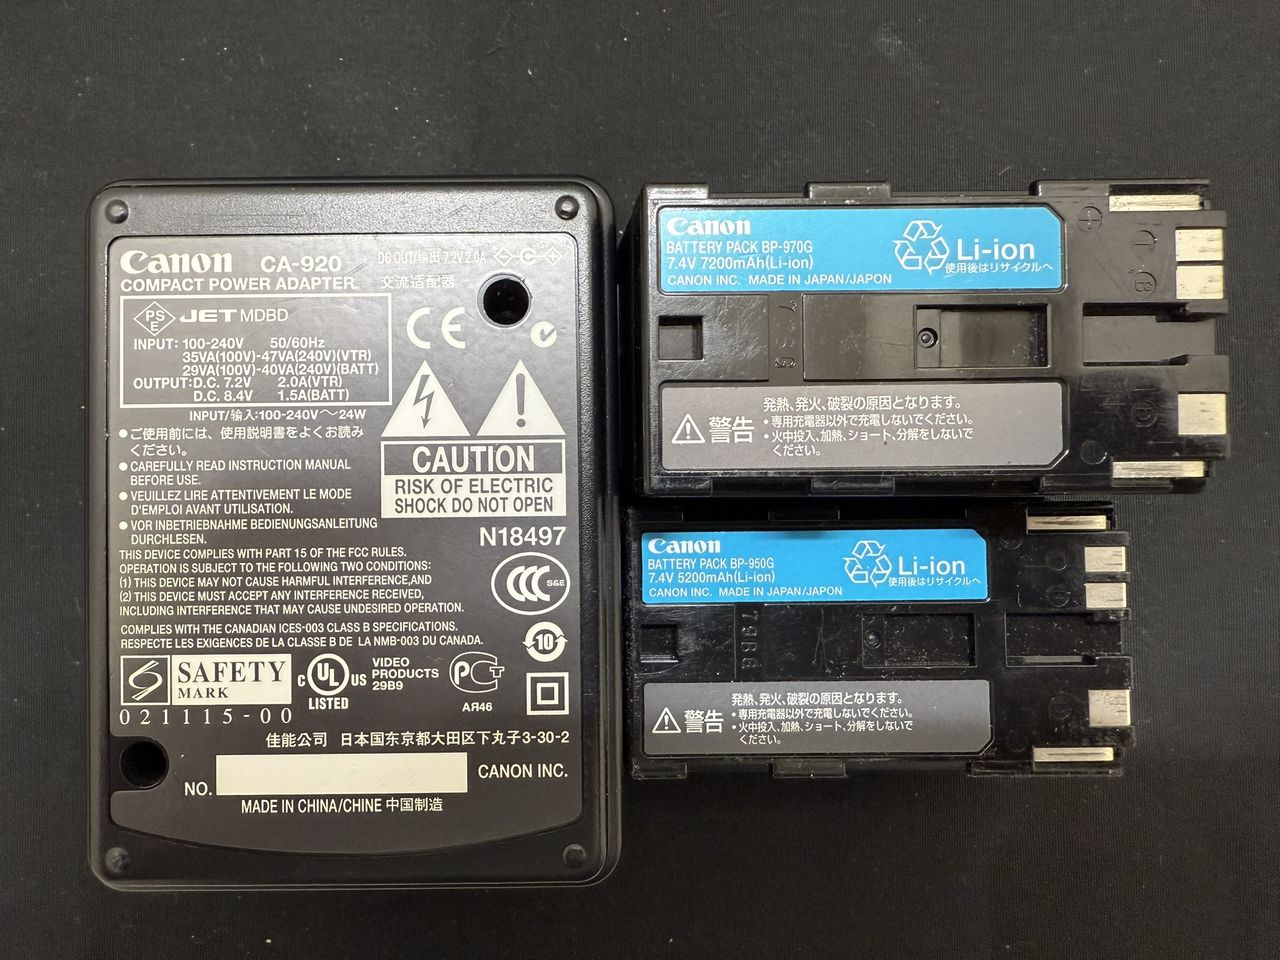 Canon CA-920
DC OUT/输出 7.2V 2.0A
COMPACT POWER ADAPTER 交流适配器
PS
E
JET MDBD
INPUT: 100-240V 50/60Hz
35VA(100V)-47VA(240V)(VTR)
29VA(100V)-40VA(240V)(BATT)
OUTPUT:D.C. 7.2V 2.0A(VTR)
D.C. 8.4V 1.5A(BATT)
CE
INPUT/输入:100-240V～24W
•ご使用前には、使用説明書をよくお読み
ください。
• CAREFULLY READ INSTRUCTION MANUAL
BEFORE USE.
• VEUILLEZ LIRE ATTENTIVEMENT LE MODE
D'EMPLOI AVANT UTILISATION.
• VOR INBETRIEBNAHME BEDIENUNGSANLEITUNG
DURCHLESEN.
!
CAUTION
RISK OF ELECTRIC
SHOCK DO NOT OPEN
N18497
THIS DEVICE COMPLIES WITH PART 15 OF THE FCC RULES.
OPERATION IS SUBJECT TO THE FOLLOWING TWO CONDITIONS:
(1) THIS DEVICE MAY NOT CAUSE HARMFUL INTERFERENCE,AND
(2) THIS DEVICE MUST ACCEPT ANY INTERFERENCE RECEIVED,
INCLUDING INTERFERENCE THAT MAY CAUSE UNDESIRED OPERATION.
CCC S&E
COMPLIES WITH THE CANADIAN ICES-003 CLASS B SPECIFICATIONS.
RESPECTE LES EXIGENCES DE LA CLASSE B DE LA NMB-003 DU CANADA.
10
SAFETY
MARK
021115-00
C UL US
LISTED
VIDEO
PRODUCTS
29B9
РСТ
АЯ46
佳能公司 日本国东京都大田区下丸子3-30-2
NO.
CANON INC.
MADE IN CHINA/CHINE 中国制造
Canon
BATTERY PACK BP-970G
7.4V 7200mAh(Li-ion)
CANON INC. MADE IN JAPAN/JAPON
Li-ion
使用後はリサイクルへ
警告
発熱、発火、破裂の原因となります。
・専用充電器以外で充電しないでください。
・火中投入、加熱、ショート、分解をしないで
ください。
Canon
BATTERY PACK BP-950G
7.4V 5200mAh(Li-ion)
CANON INC. MADE IN JAPAN/JAPON
Li-ion
使用後はリサイクルへ
警告
発熱、発火、破裂の原因となります。
・専用充電器以外で充電しないでください。
・火中投入、加熱、ショート、分解をしないで
ください。